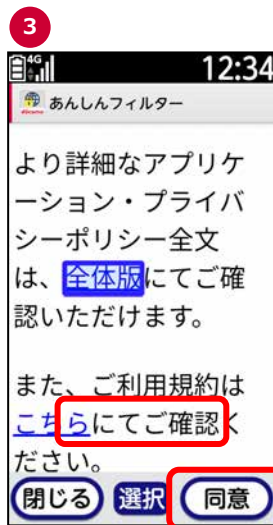 3
4G 12:34
docomo あんしんフィルター
より詳細なアプリケ
ーション・プライバ
シーポリシー全文
は、全体版にてご確
認いただけます。
また、ご利用規約は
こちらにてご確認く
ださい。
閉じる 選択 同意